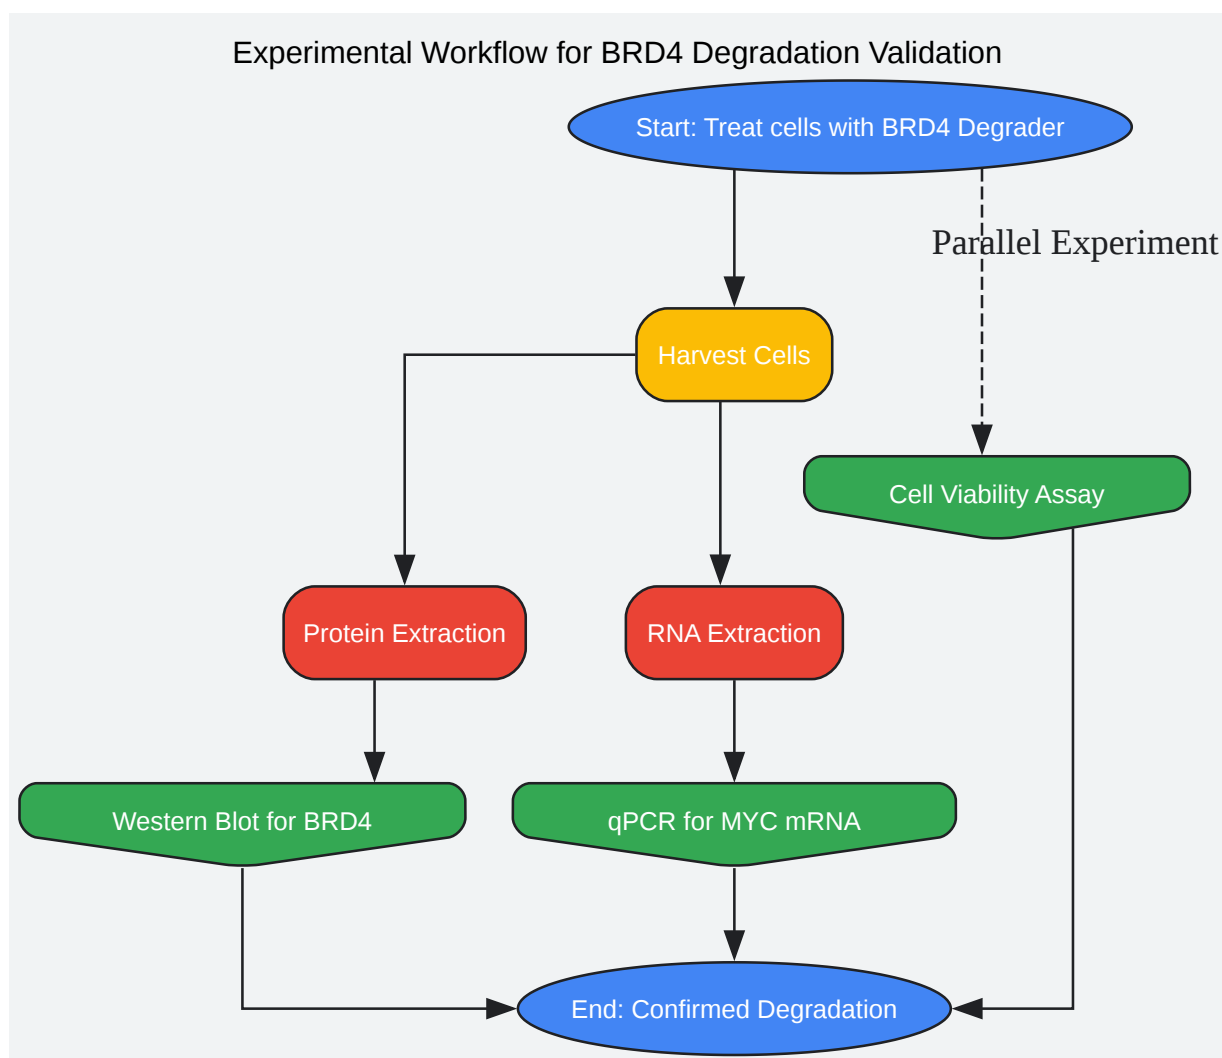 Experimental Workflow for BRD4 Degradation Validation
Start: Treat cells with BRD4 Degrader
Parallel Experiment
Harvest Cells
Cell Viability Assay
Protein Extraction
RNA Extraction
Western Blot for BRD4
qPCR for MYC mRNA
End: Confirmed Degradation